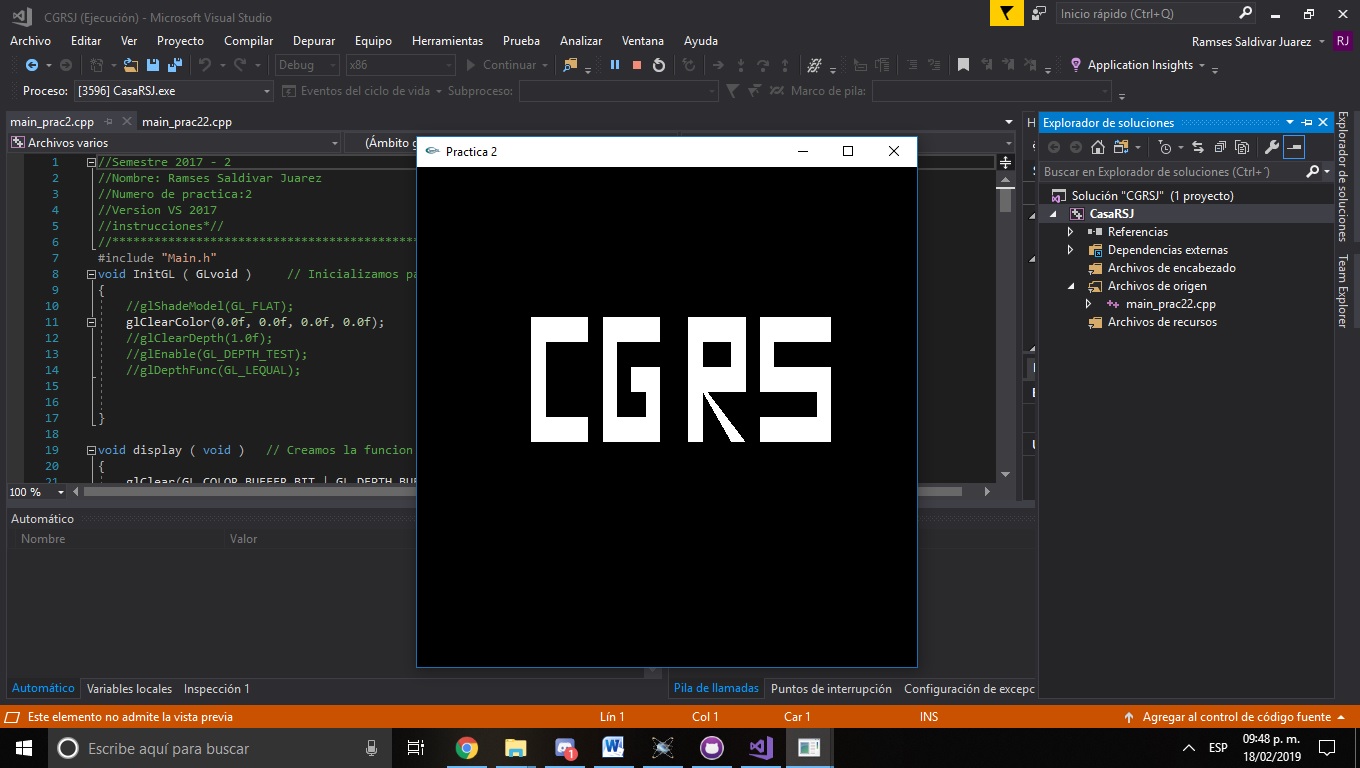 CGRSJ (Ejecución) - Microsoft Visual Studio
Inicio rápido (Ctrl+Q)
Archivo Editar Ver Proyecto Compilar Depurar Equipo Herramientas Prueba Analizar Ventana Ayuda
Ramses Saldivar Juarez RJ
Debug x86 Continuar Application Insights
Proceso: [3596] CasaRSJ.exe Eventos del ciclo de vida Subproceso: Marco de pila:
main_prac2.cpp main_prac22.cpp
Archivos varios
1 //Semestre 2017 - 2
2 //Nombre: Ramses Saldivar Juarez
3 //Numero de practica:2
4 //Version VS 2017
5 //instrucciones*//
6
7 #include "Main.h"
8 void InitGL ( GLvoid ) // Inicializamos
9 {
10 //glShadeModel(GL_FLAT);
11 glClearColor(0.0f, 0.0f, 0.0f, 0.0f);
12 //glClearDepth(1.0f);
13 //glEnable(GL_DEPTH_TEST);
14 //glDepthFunc(GL_LEQUAL);
15
16
17 }
18
19 void display ( void ) // Creamos la funcion
20 {
21
100 %
Practica 2
CGRS
Explorador de soluciones
Buscar en Explorador de soluciones (Ctrl+´)
Solución "CGRSJ" (1 proyecto)
CasaRSJ
Referencias
Dependencias externas
Archivos de encabezado
Archivos de origen
main_prac22.cpp
Archivos de recursos
Explorador de soluciones
Team Explorer
Automático
Nombre Valor
Automático Variables locales Inspección 1
Pila de llamadas Puntos de interrupción Configuración de excepc
Este elemento no admite la vista previa Lín 1 Col 1 Car 1 INS Agregar al control de código fuente
Escribe aquí para buscar
1
ESP
09:48 p. m.
18/02/2019